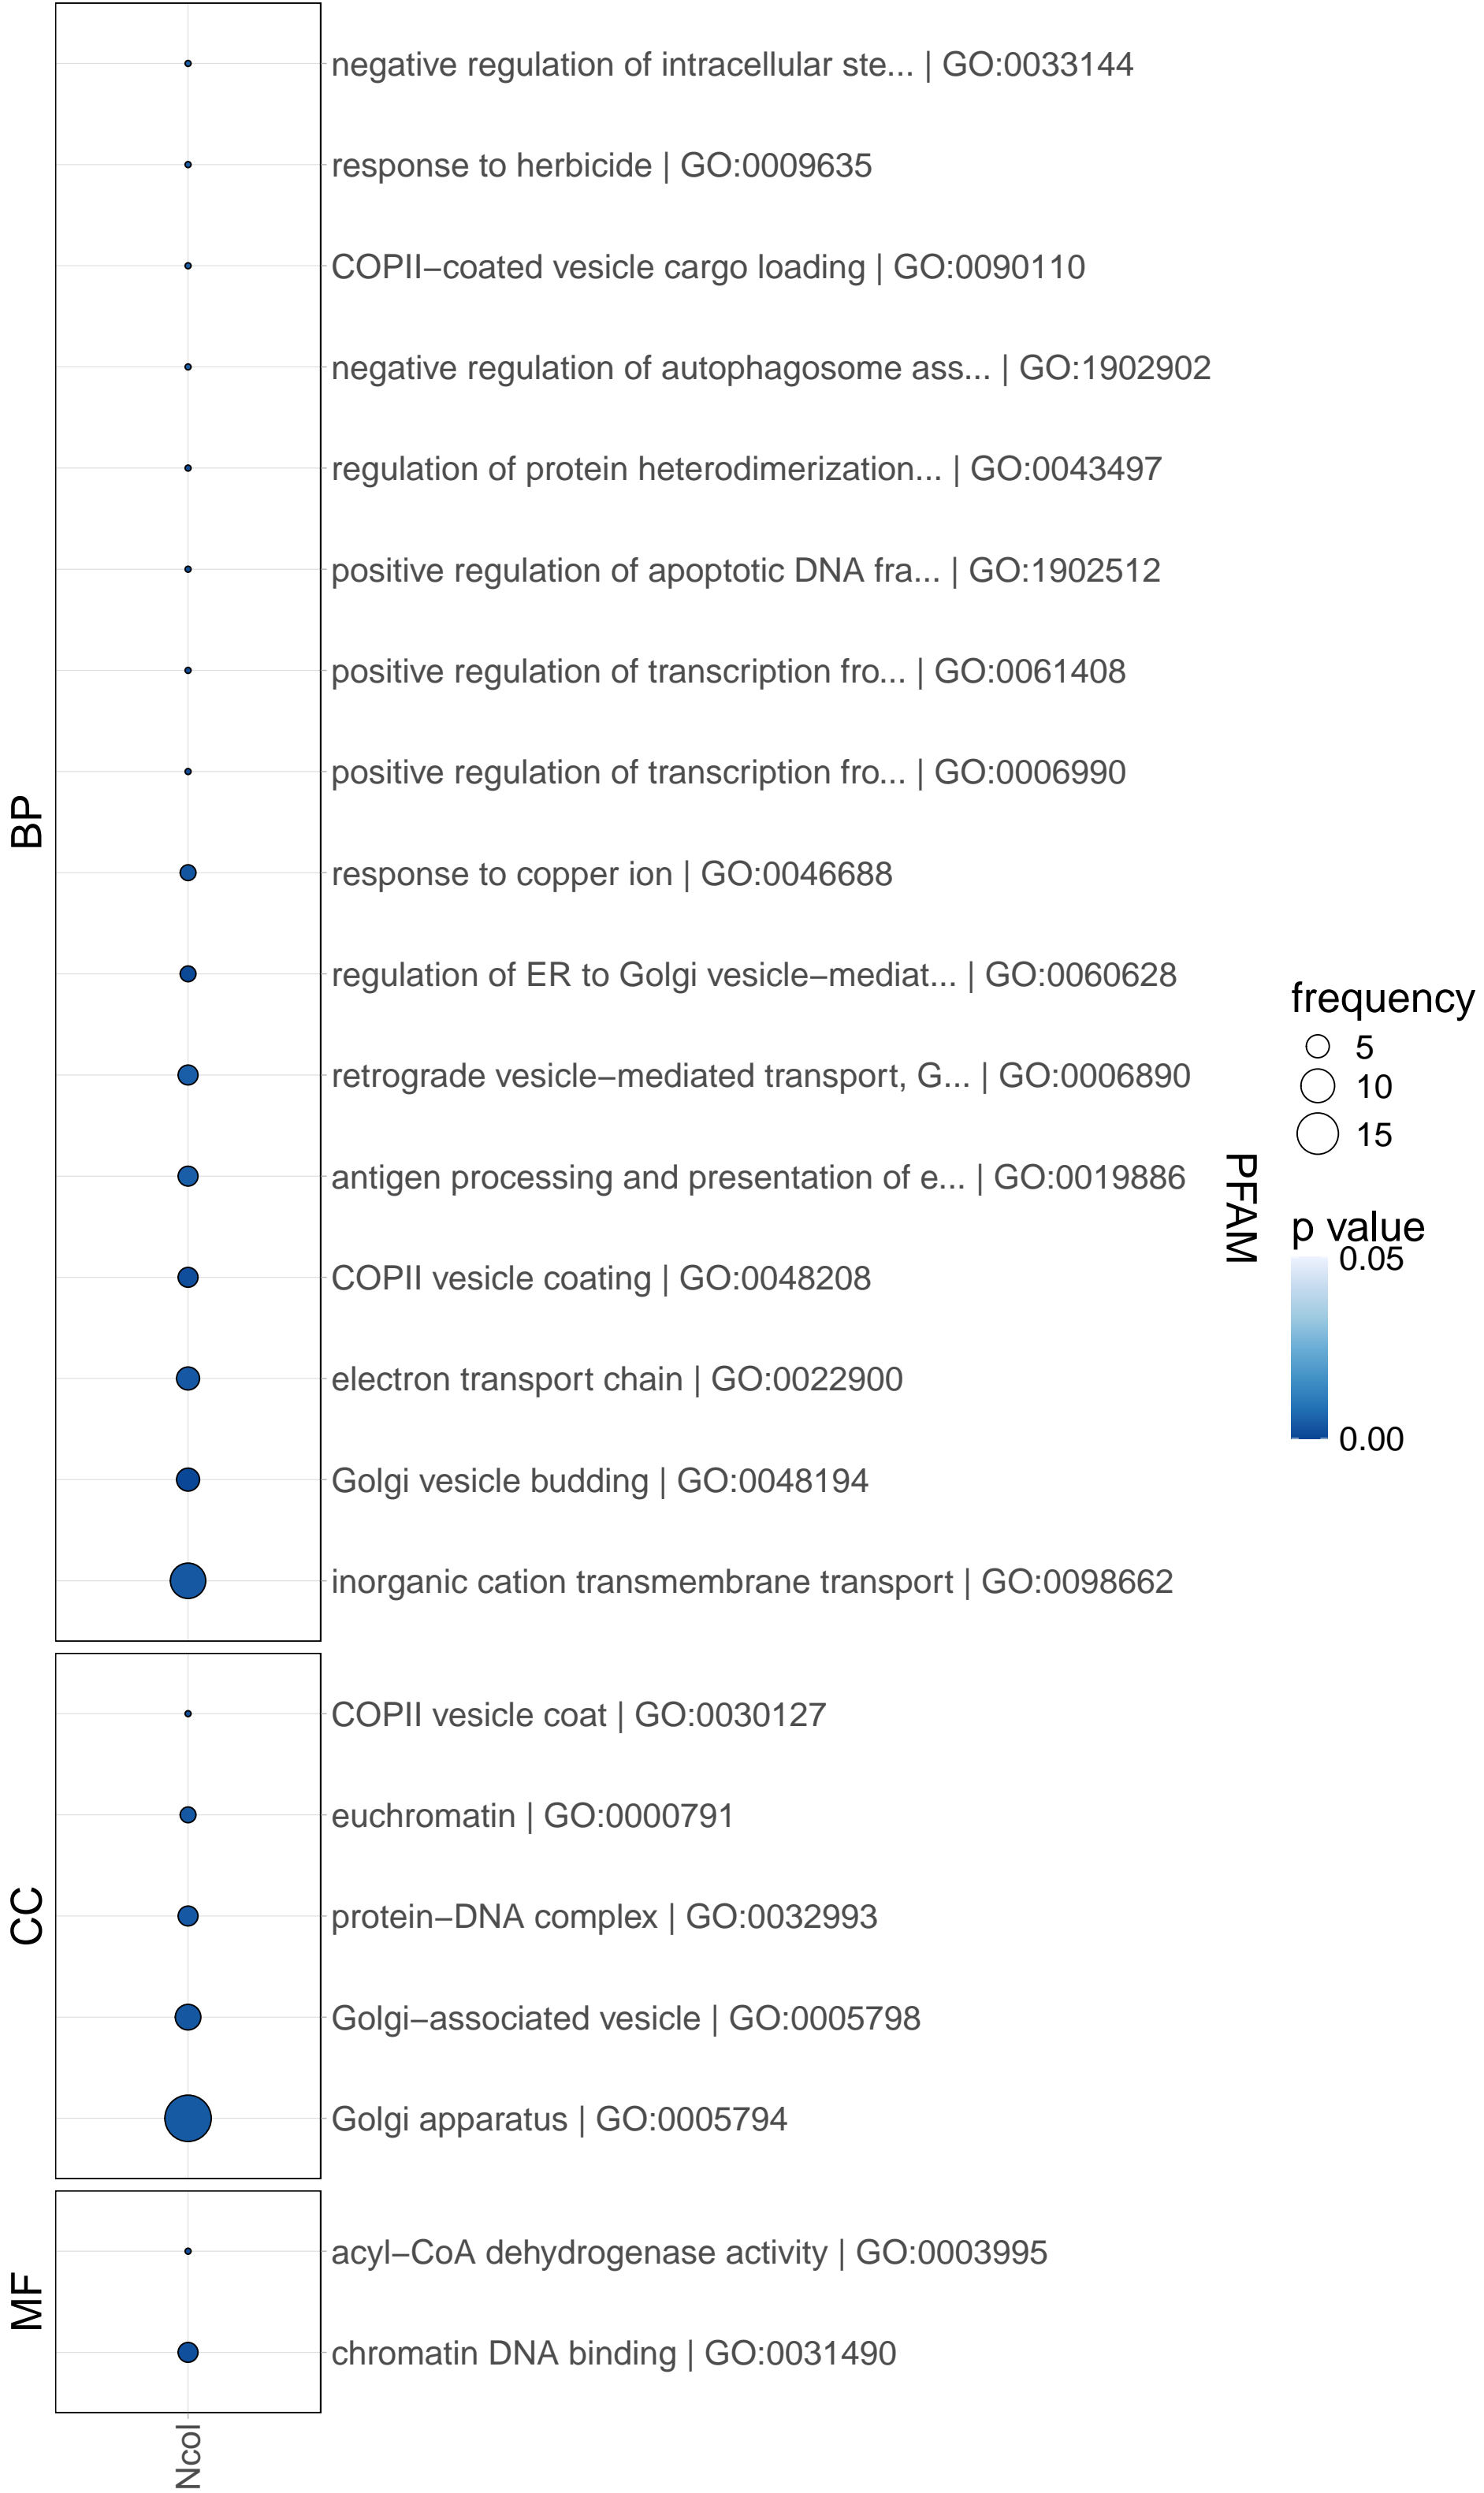 BP
negative regulation of intracellular ste... | GO:0033144
response to herbicide | GO:0009635
COPII−coated vesicle cargo loading | GO:0090110
negative regulation of autophagosome ass... | GO:1902902
regulation of protein heterodimerization... | GO:0043497
positive regulation of apoptotic DNA fra... | GO:1902512
positive regulation of transcription fro... | GO:0061408
positive regulation of transcription fro... | GO:0006990
response to copper ion | GO:0046688
regulation of ER to Golgi vesicle−mediat... | GO:0060628
retrograde vesicle−mediated transport, G... | GO:0006890
antigen processing and presentation of e... | GO:0019886
COPII vesicle coating | GO:0048208
electron transport chain | GO:0022900
Golgi vesicle budding | GO:0048194
inorganic cation transmembrane transport | GO:0098662
CC
COPII vesicle coat | GO:0030127
euchromatin | GO:0000791
protein−DNA complex | GO:0032993
Golgi−associated vesicle | GO:0005798
Golgi apparatus | GO:0005794
MF
acyl−CoA dehydrogenase activity | GO:0003995
chromatin DNA binding | GO:0031490
Ncol
PFAM
frequency
5
10
15
p value
0.05
0.00